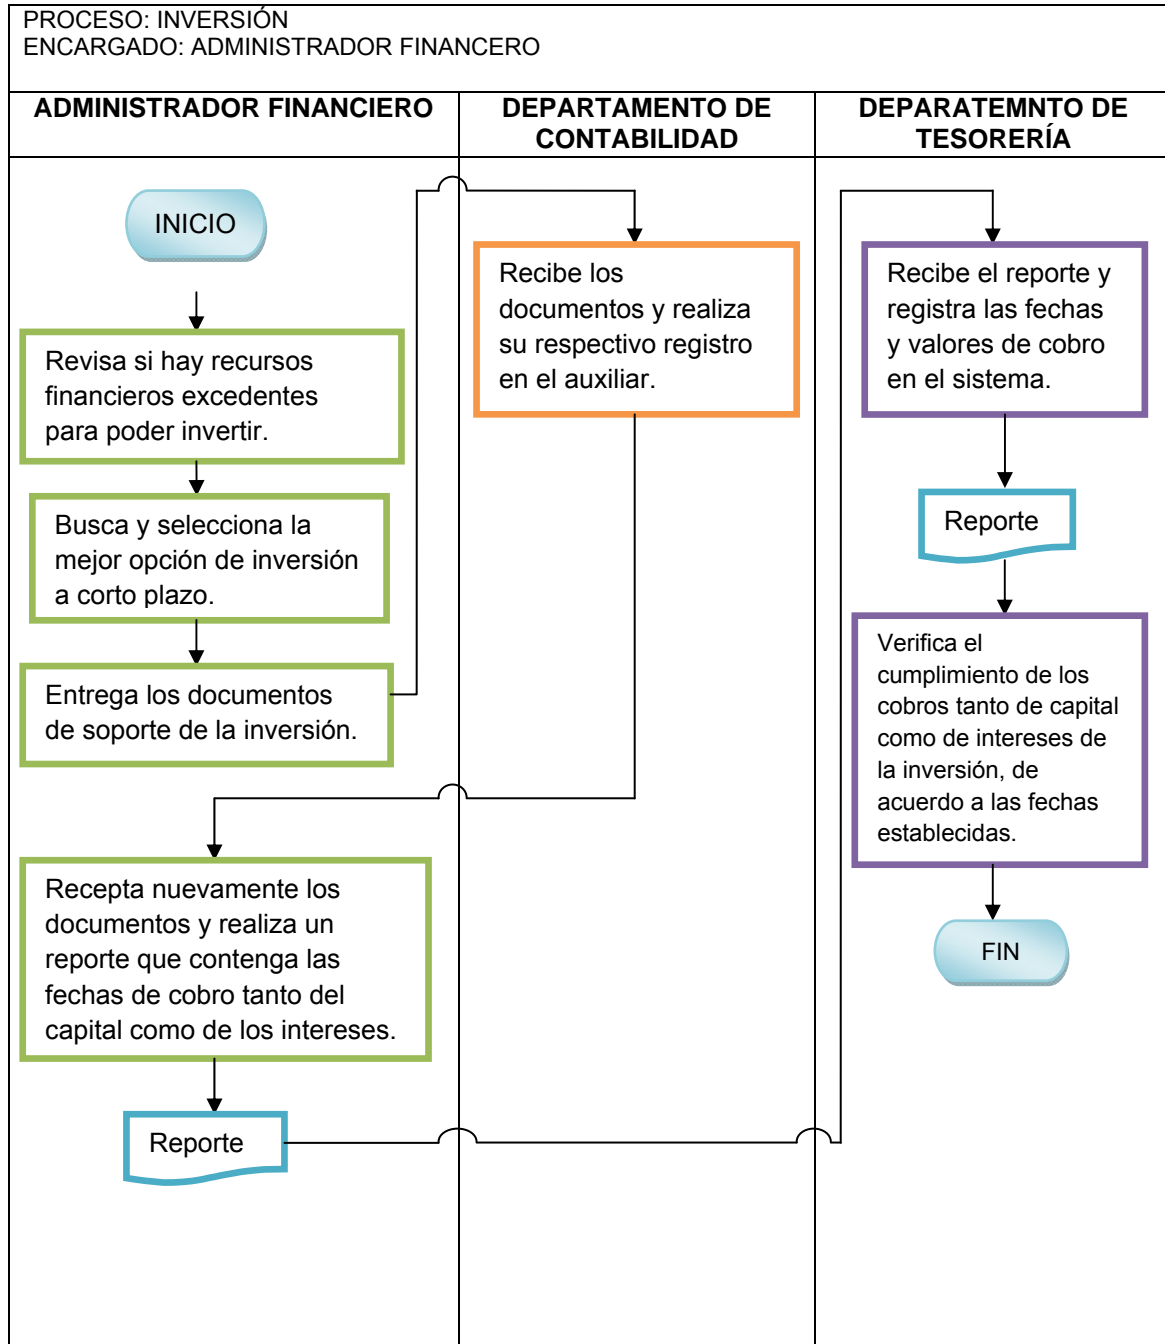 PROCESO: INVERSIÓN
ENCARGADO: ADMINISTRADOR FINANCERO
ADMINISTRADOR FINANCIERO
DEPARTAMENTO DE
CONTABILIDAD
DEPARATEMNTO DE
TESORERÍA
INICIO
Revisa si hay recursos
financieros excedentes
para poder invertir.
Busca y selecciona la
mejor opción de inversión
a corto plazo.
Entrega los documentos
de soporte de la inversión.
Recibe los
documentos y realiza
su respectivo registro
en el auxiliar.
Recepta nuevamente los
documentos y realiza un
reporte que contenga las
fechas de cobro tanto del
capital como de los intereses.
Reporte
Recibe el reporte y
registra las fechas
y valores de cobro
en el sistema.
Reporte
Verifica el
cumplimiento de los
cobros tanto de capital
como de intereses de
la inversión, de
acuerdo a las fechas
establecidas.
FIN